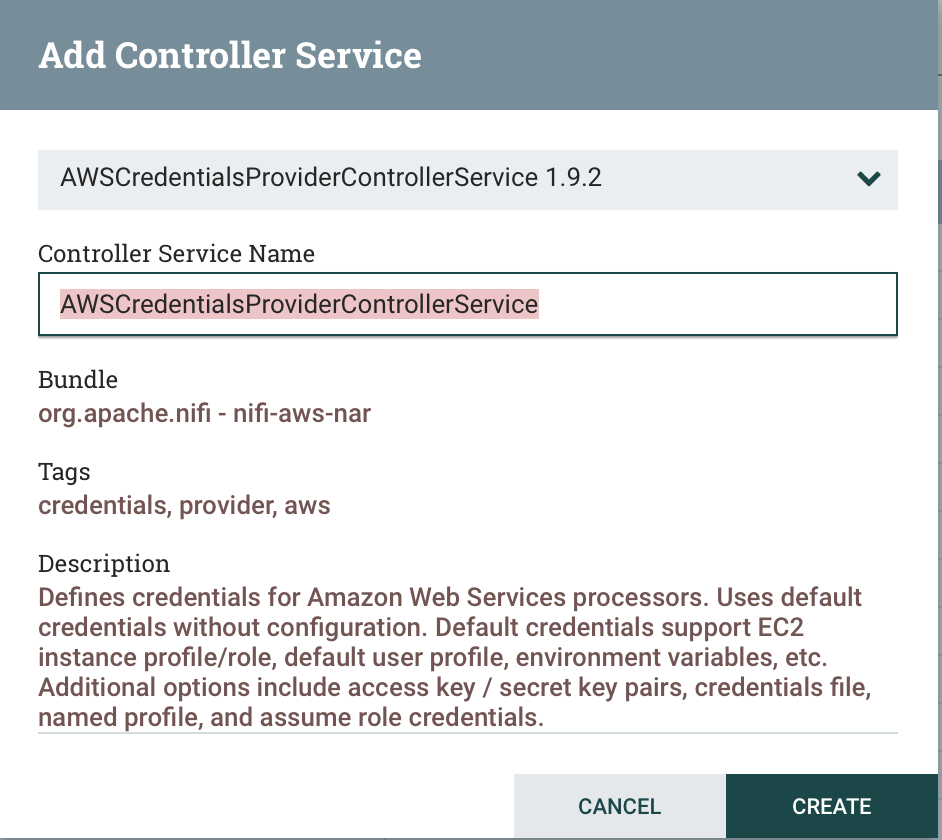 Add Controller Service
AWSCredentialsProviderControllerService 1.9.2
Controller Service Name
AWSCredentialsProviderControllerService
Bundle
org.apache.nifi - nifi-aws-nar
Tags
credentials, provider, aws
Description
Defines credentials for Amazon Web Services processors. Uses default
credentials without configuration. Default credentials support EC2
instance profile/role, default user profile, environment variables, etc.
Additional options include access key / secret key pairs, credentials file,
named profile, and assume role credentials.
CANCEL
CREATE